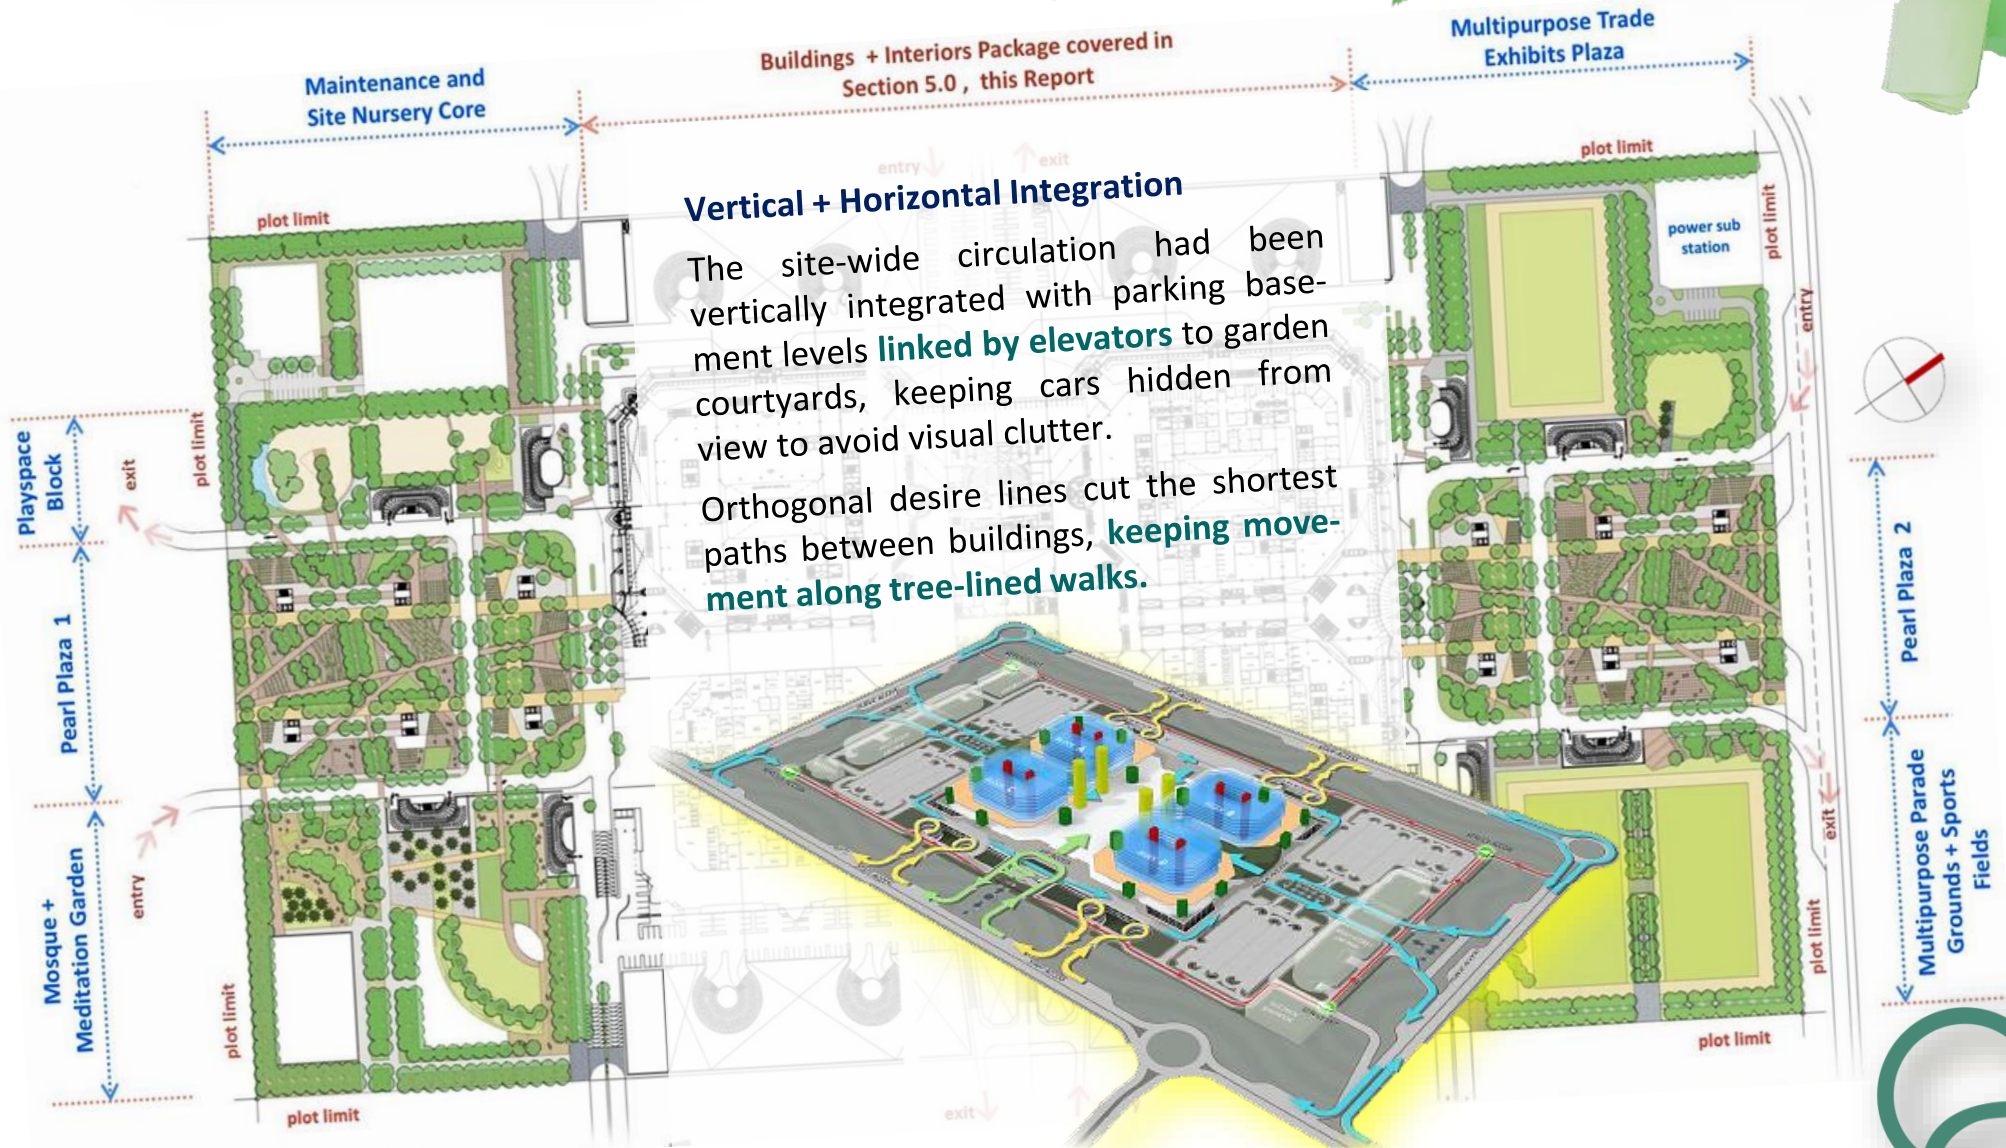 Maintenance and
Site Nursery Core
Buildings + Interiors Package covered in
Section 5.0 , this Report
Multipurpose Trade
Exhibits Plaza
entry
exit
plot limit
plot limit
Vertical + Horizontal Integration
The site-wide circulation had been
vertically integrated with parking base-
ment levels linked by elevators to garden
courtyards, keeping cars hidden from
view to avoid visual clutter.
Orthogonal desire lines cut the shortest
paths between buildings, keeping move-
ment along tree-lined walks.
power sub
station
plot limit
entry
Playspace
Block
exit
plot limit
Pearl Plaza 1
Pearl Plaza 2
Mosque +
Meditation Garden
entry
plot limit
exit
Multipurpose Parade
Grounds + Sports
Fields
plot limit
plot limit
plot limit
exit